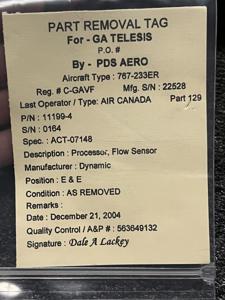 PART REMOVAL TAG
For - GA TELESIS
P.O. #
By - PDS AERO
Aircraft Type : 767-233ER
Reg. # C-GAVF Mfg. S/N : 22528
Last Operator / Type: AIR CANADA Part 129
P/N : 11199-4
S/N : 0164
Spec. : ACT-07148
Description : Processor, Flow Sensor
Manufacturer : Dynamic
Position : E & E
Condition : AS REMOVED
Remarks :
Date : December 21, 2004
Quality Control / A&P # : 563649132
Signature : Dale A Lackey